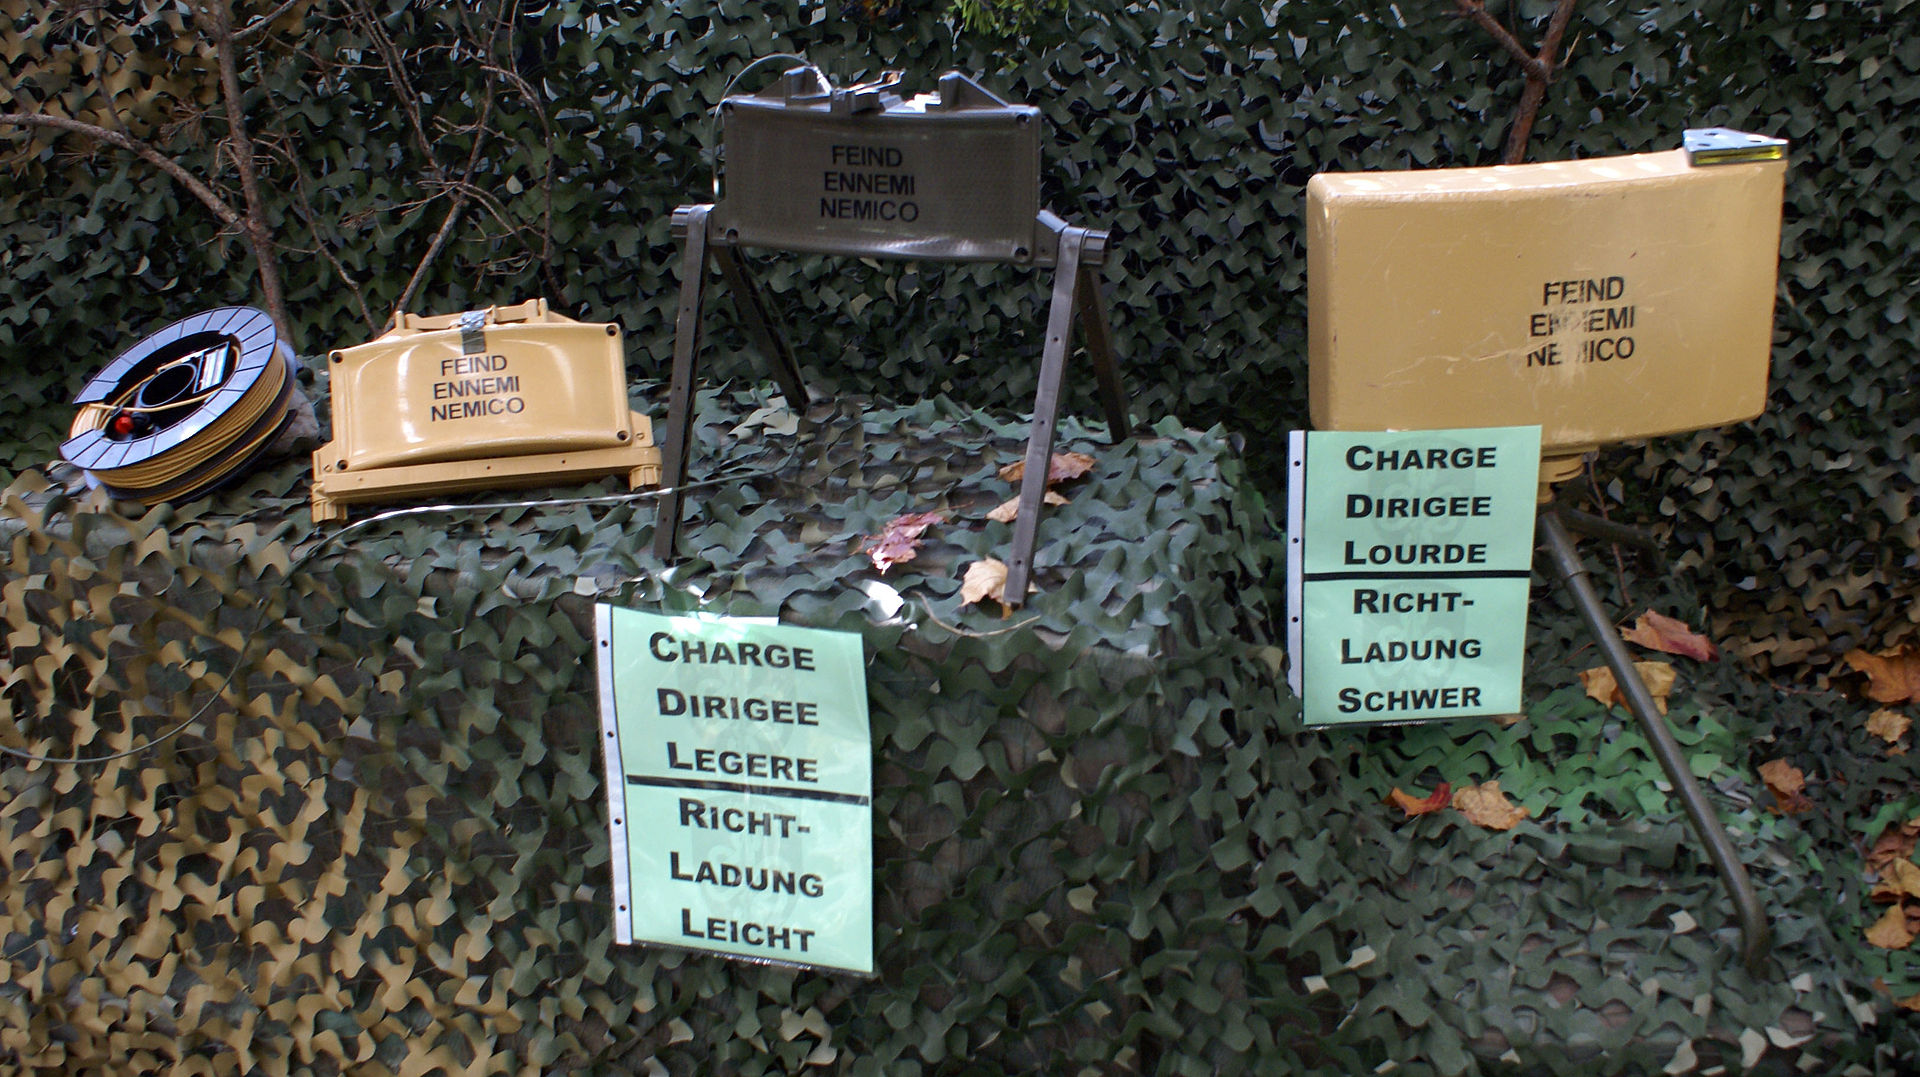 FEIND
ENNEMI
NEMICO
FEIND
ENNEMI
NEMICO
FEIND
ENNEMI
NEMICO
CHARGE
DIRIGEE
LEGERE
RICHT-
LADUNG
LEICHT
CHARGE
DIRIGEE
LOURDE
RICHT-
LADUNG
SCHWER